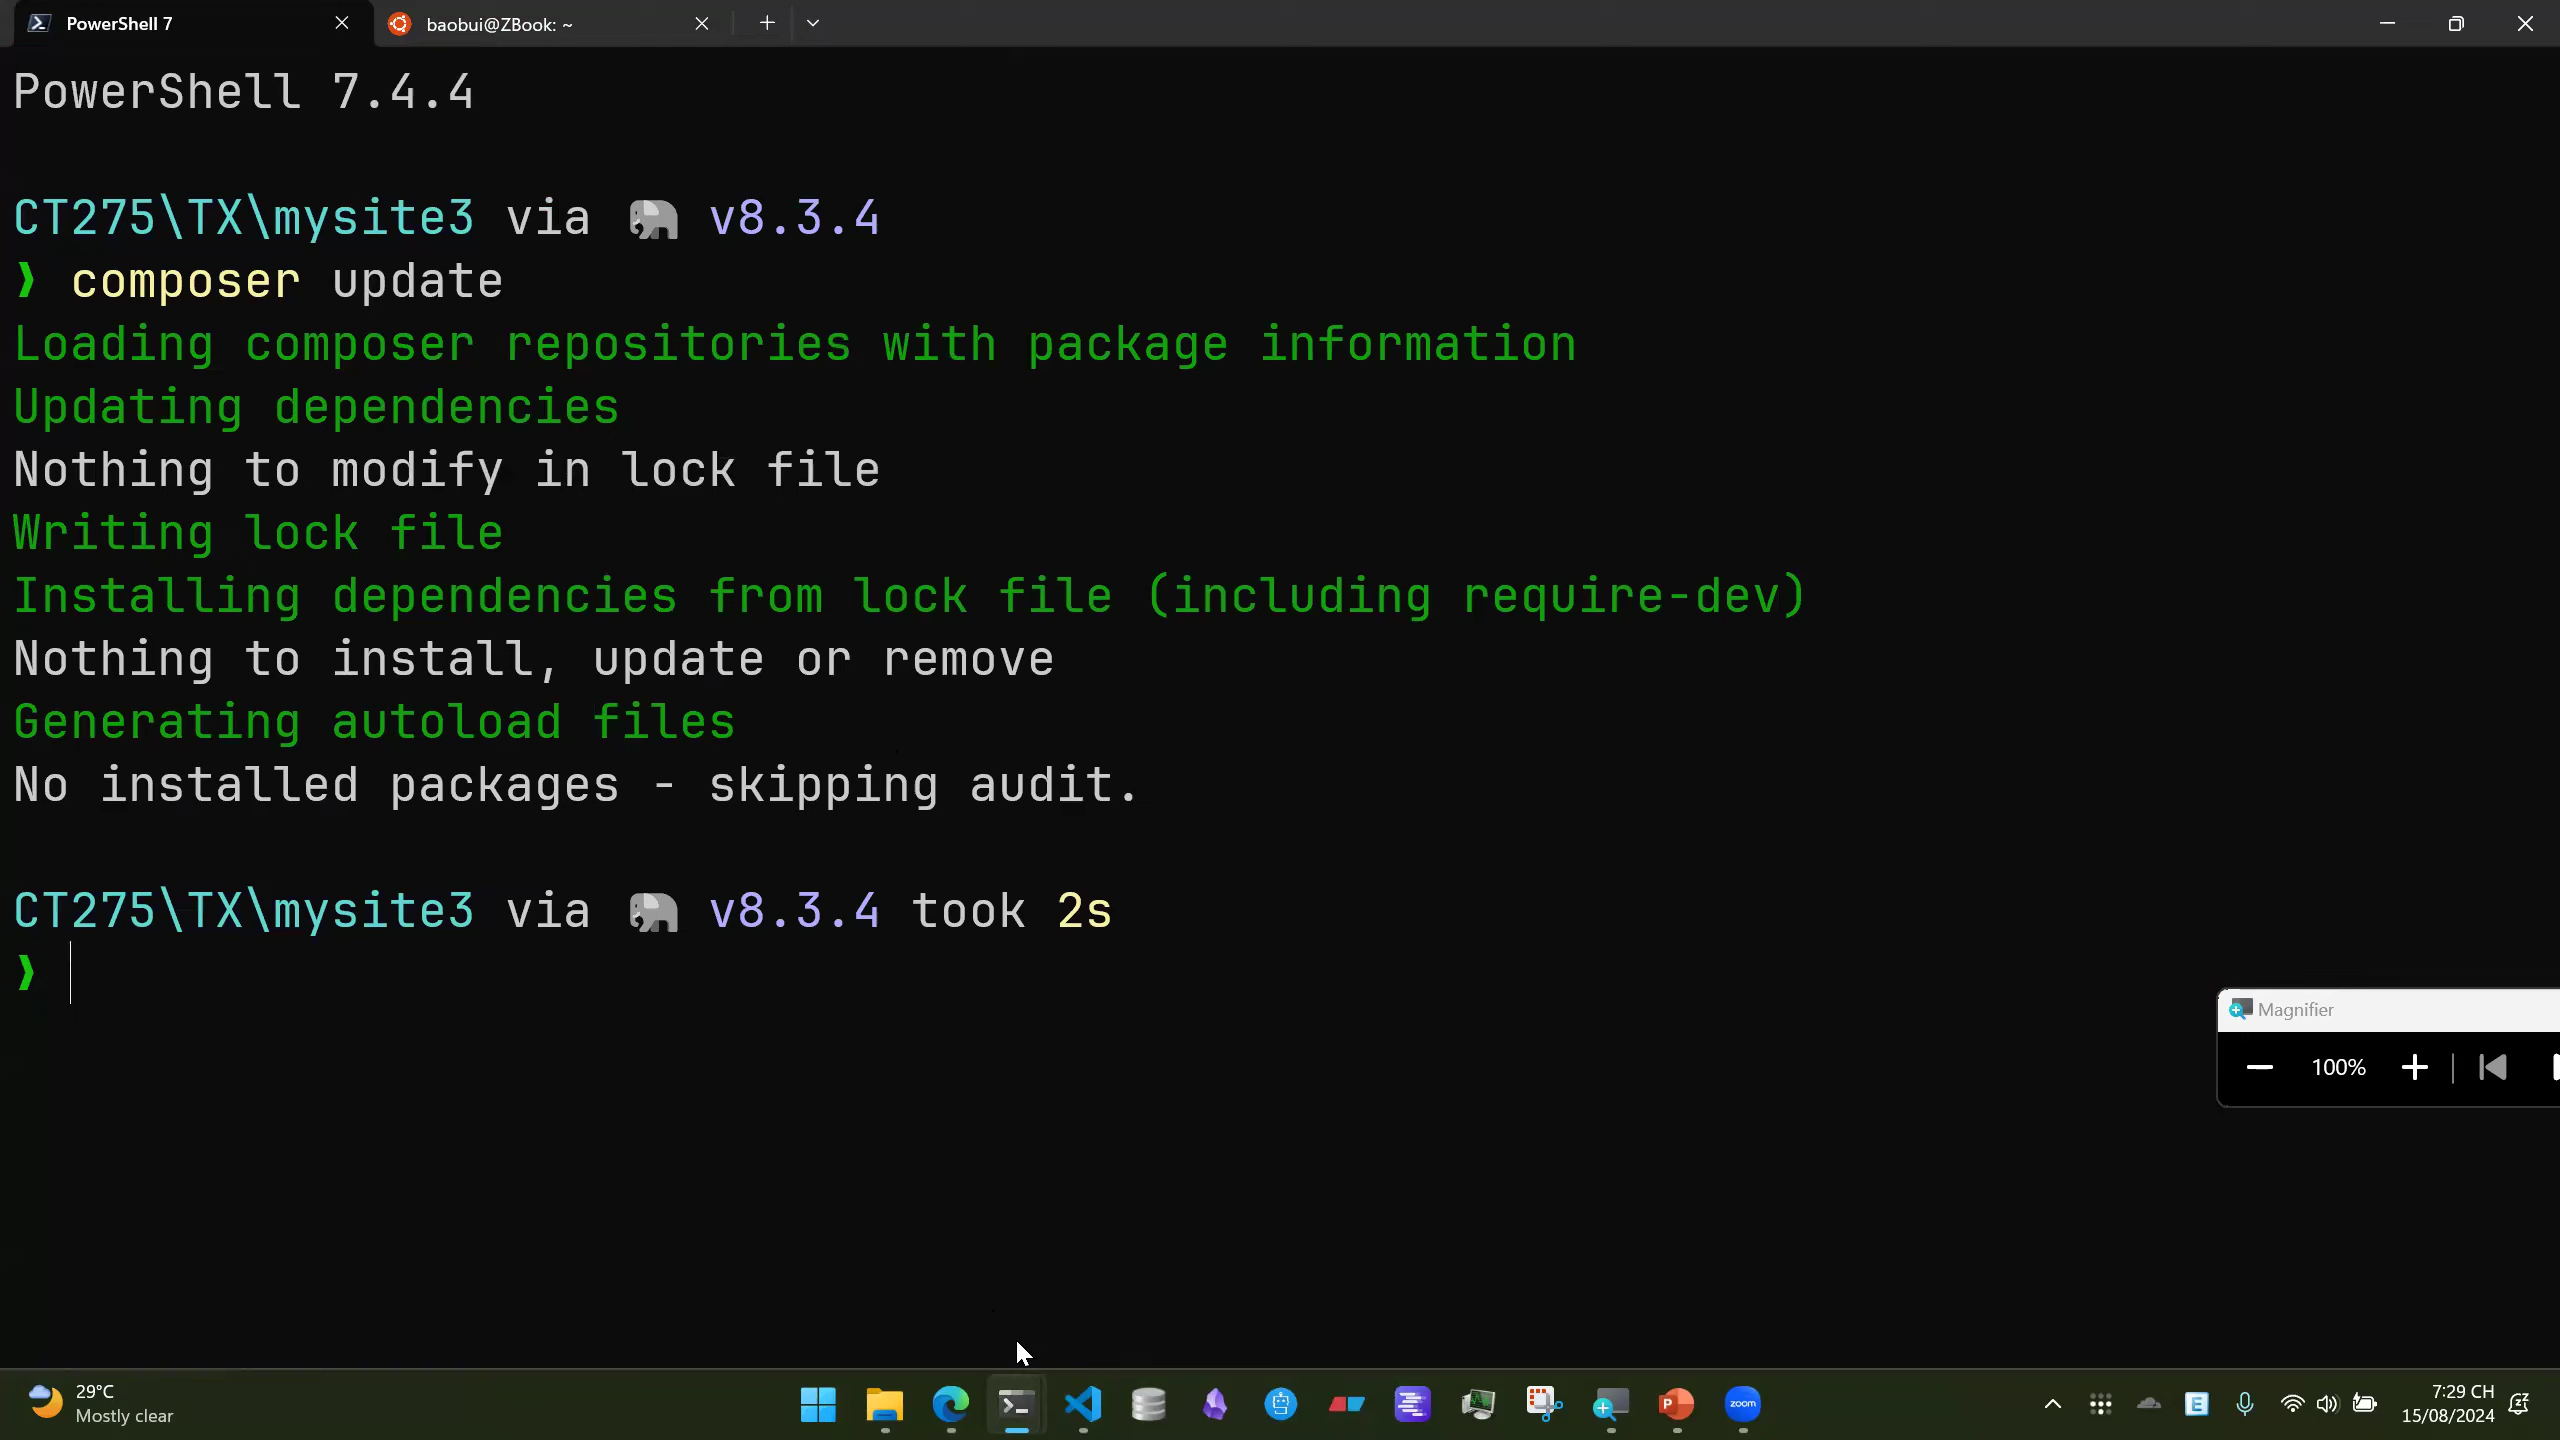 PowerShell 7
baobui@ZBook: ~
PowerShell 7.4.4
CT275\TX\mysite3 via 🐘 v8.3.4
❯ composer update
Loading composer repositories with package information
Updating dependencies
Nothing to modify in lock file
Writing lock file
Installing dependencies from lock file (including require-dev)
Nothing to install, update or remove
Generating autoload files
No installed packages - skipping audit.
CT275\TX\mysite3 via 🐘 v8.3.4 took 2s
❯
Magnifier
100%
29°C
Mostly clear
zoom
7:29 CH
15/08/2024